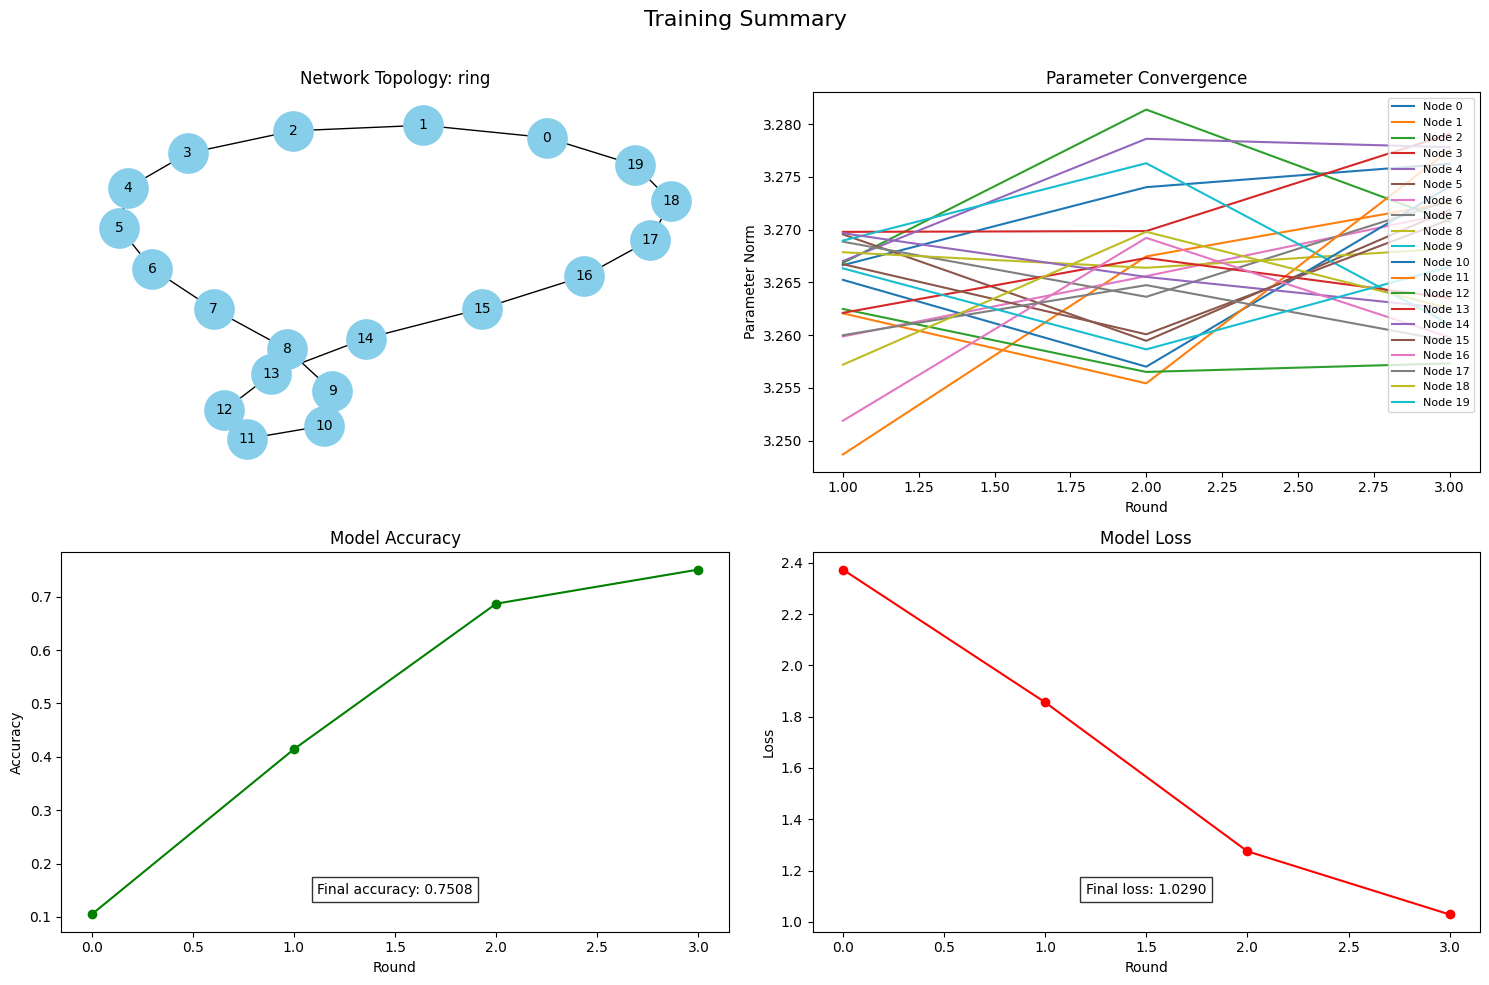 Training Summary
Network Topology: ring
0
1
2
3
4
5
6
7
8
9
10
11
12
13
14
15
16
17
18
19
Parameter Convergence
Parameter Norm
3.280
3.275
3.270
3.265
3.260
3.255
3.250
1.00 1.25 1.50 1.75 2.00 2.25 2.50 2.75 3.00
Round
Node 0
Node 1
Node 2
Node 3
Node 4
Node 5
Node 6
Node 7
Node 8
Node 9
Node 10
Node 11
Node 12
Node 13
Node 14
Node 15
Node 16
Node 17
Node 18
Node 19
Model Accuracy
Accuracy
0.7
0.6
0.5
0.4
0.3
0.2
0.1
Final accuracy: 0.7508
0.0 0.5 1.0 1.5 2.0 2.5 3.0
Round
Model Loss
Loss
2.4
2.2
2.0
1.8
1.6
1.4
1.2
1.0
Final loss: 1.0290
0.0 0.5 1.0 1.5 2.0 2.5 3.0
Round